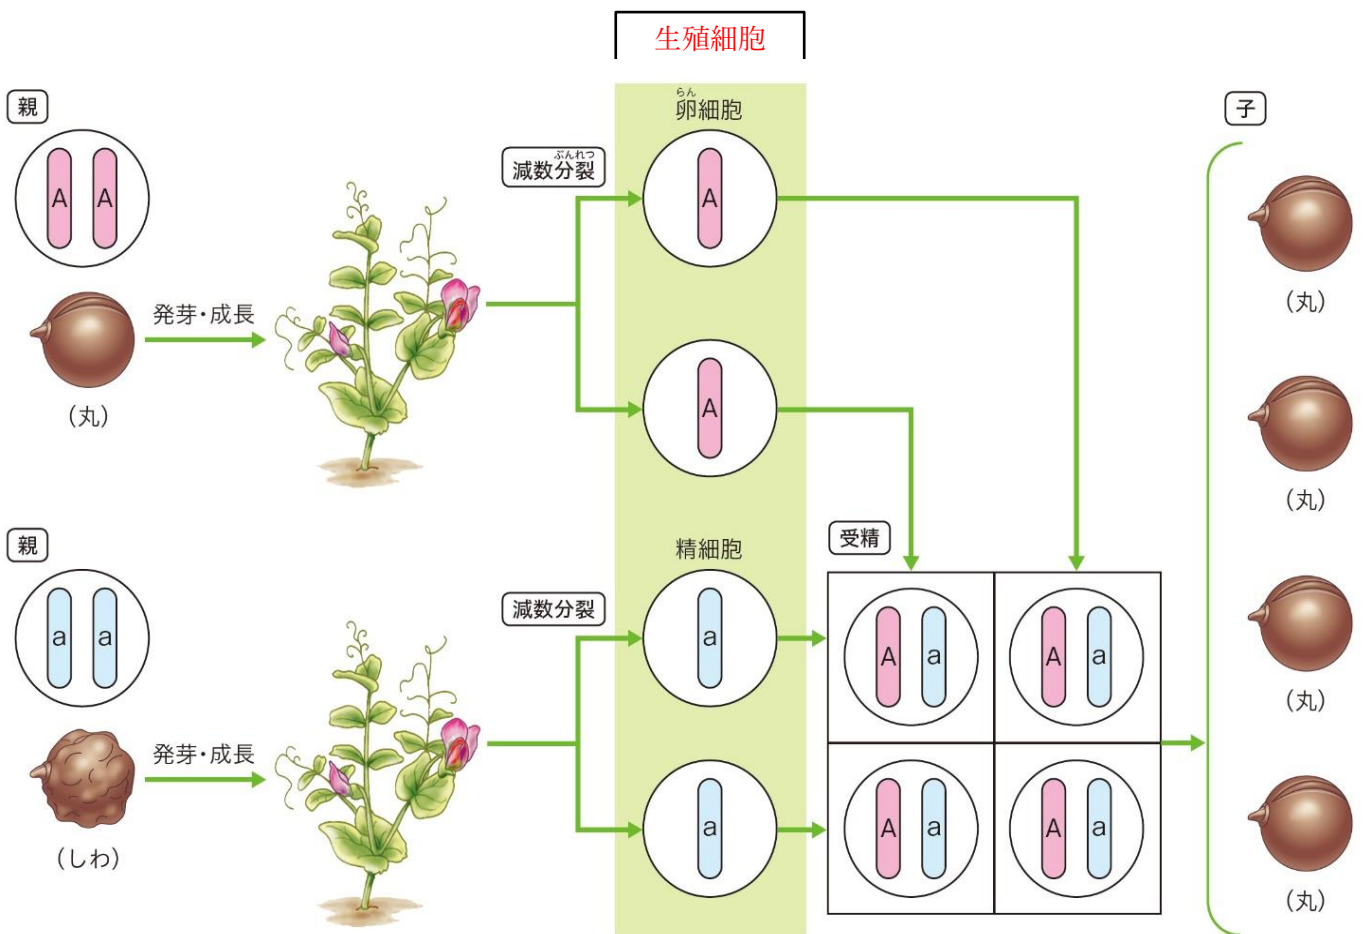 生殖細胞
親
A A
(丸)
発芽・成長
減数分裂
ぶんれつ
らん
卵細胞
A
A
子
(丸)
(丸)
(丸)
(丸)
親
a a
(しわ)
発芽・成長
減数分裂
精細胞
a
a
受精
A a
A a
A a
A a